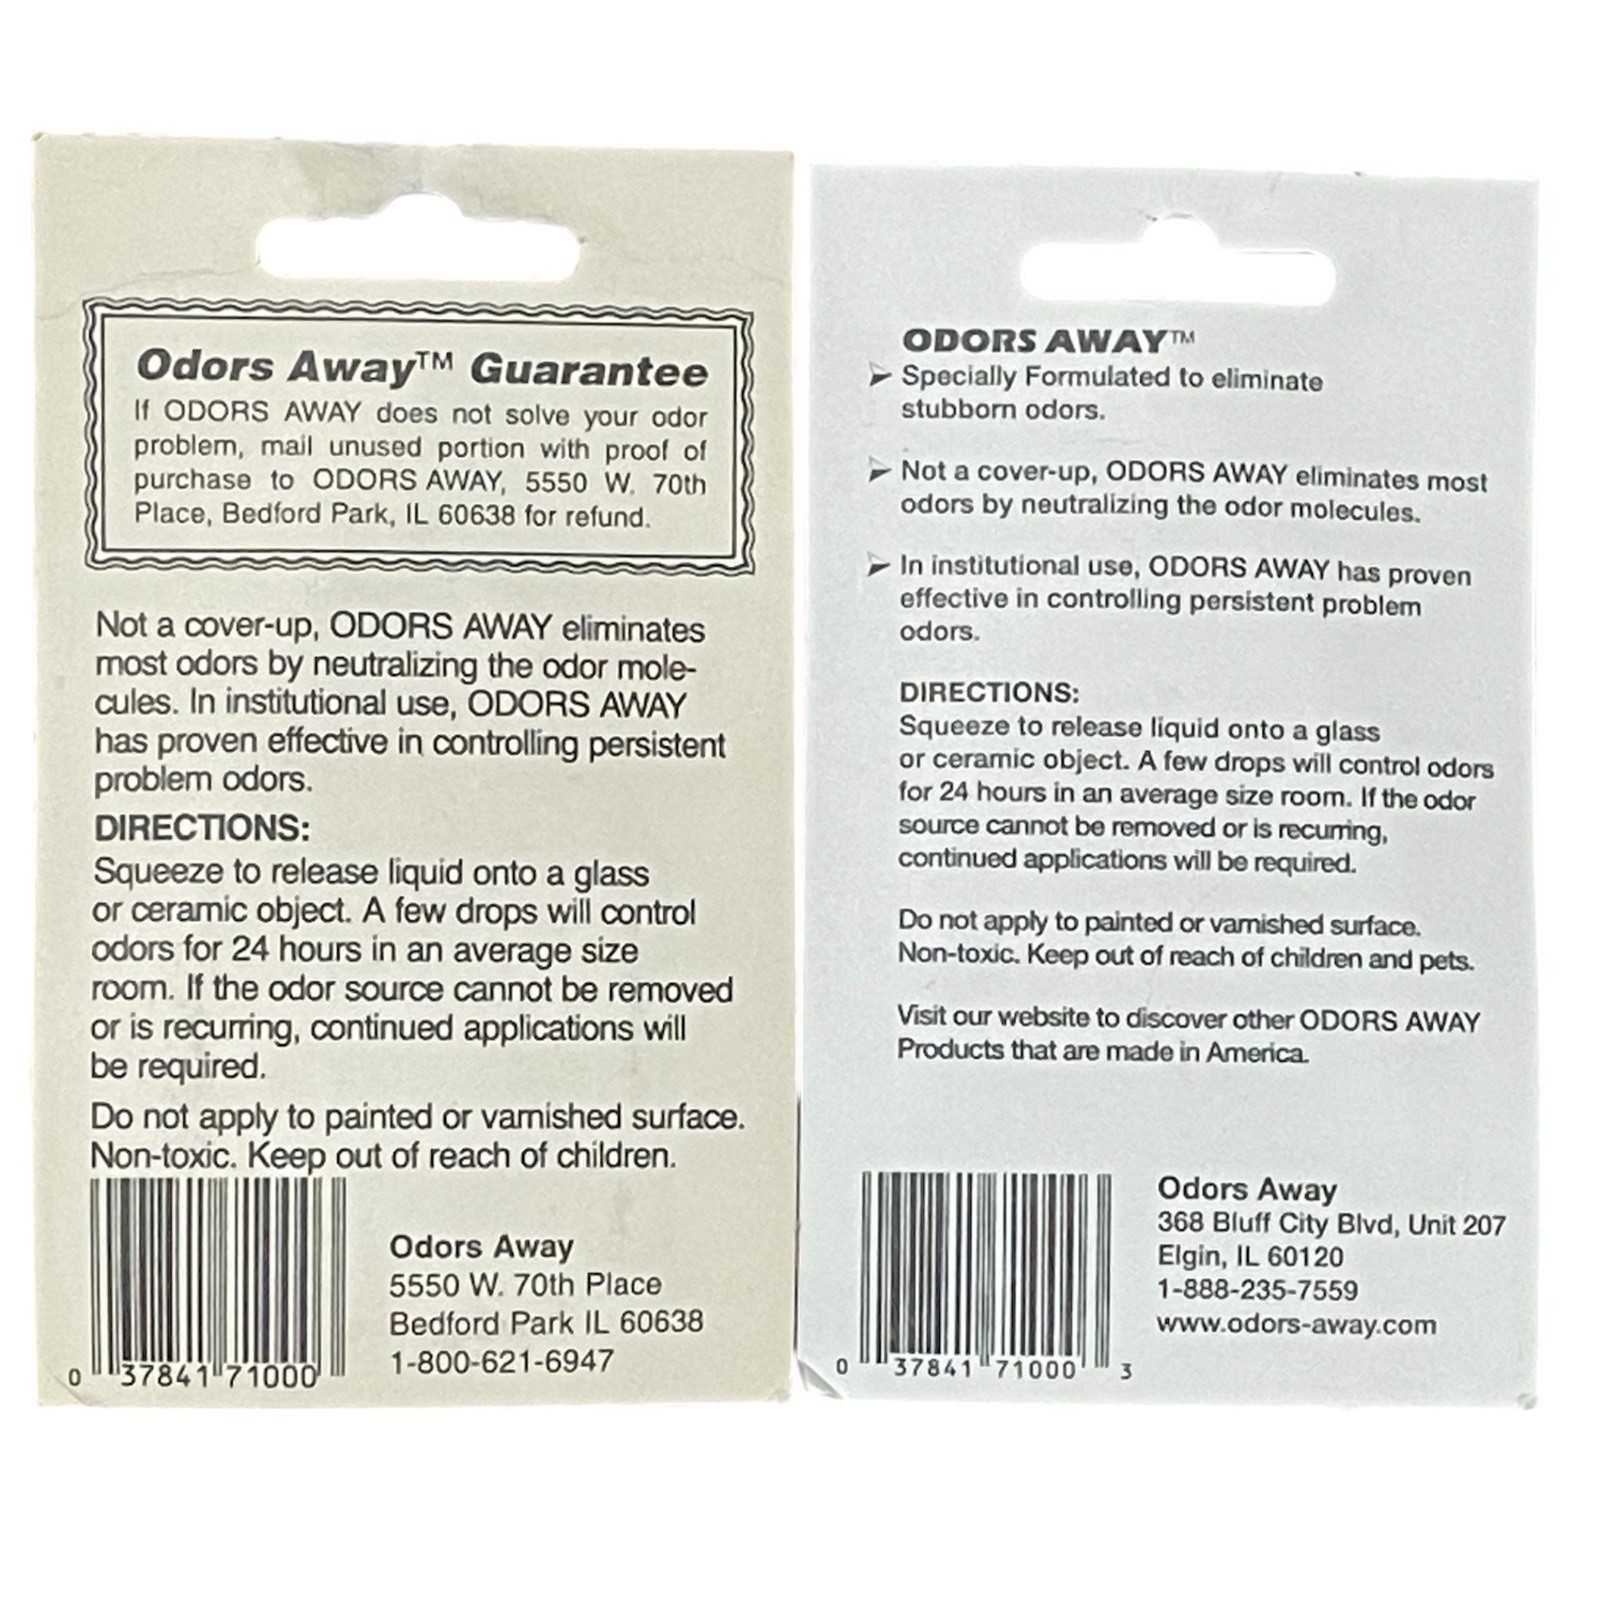 Odors Away™ Guarantee
If ODORS AWAY does not solve your odor
problem, mail unused portion with proof of
purchase to ODORS AWAY, 5550 W. 70th
Place, Bedford Park, IL 60638 for refund.
Not a cover-up, ODORS AWAY eliminates
most odors by neutralizing the odor mole-
cules. In institutional use, ODORS AWAY
has proven effective in controlling persistent
problem odors.
DIRECTIONS:
Squeeze to release liquid onto a glass
or ceramic object. A few drops will control
odors for 24 hours in an average size
room. If the odor source cannot be removed
or is recurring, continued applications will
be required.
Do not apply to painted or varnished surface.
Non-toxic. Keep out of reach of children.
Odors Away
5550 W. 70th Place
Bedford Park IL 60638
1-800-621-6947
0 37841 71000
ODORS AWAY™
➢ Specially Formulated to eliminate
stubborn odors.
➢ Not a cover-up, ODORS AWAY eliminates most
odors by neutralizing the odor molecules.
➢ In institutional use, ODORS AWAY has proven
effective in controlling persistent problem
odors.
DIRECTIONS:
Squeeze to release liquid onto a glass
or ceramic object. A few drops will control odors
for 24 hours in an average size room. If the odor
source cannot be removed or is recurring,
continued applications will be required.
Do not apply to painted or varnished surface.
Non-toxic. Keep out of reach of children and pets.
Visit our website to discover other ODORS AWAY
Products that are made in America.
Odors Away
368 Bluff City Blvd, Unit 207
Elgin, IL 60120
1-888-235-7559
www.odors-away.com
0 37841 71000 3